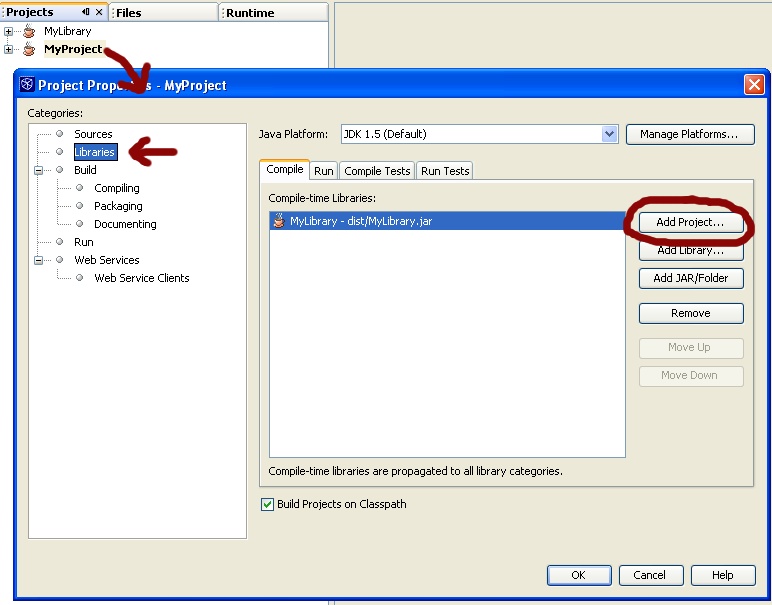 Projects
Files
Runtime
MyLibrary
MyProject
Project Prope s - MyProject
Categories:
Sources
Libraries
Build
Compiling
Packaging
Documenting
Run
Web Services
Web Service Clients
Java Platform:
JDK 1.5 (Default)
Manage Platforms...
Compile
Run
Compile Tests
Run Tests
Compile-time Libraries:
MyLibrary - dist/MyLibrary.jar
Add Project...
Add Library...
Add JAR/Folder
Remove
Move Up
Move Down
Compile-time libraries are propagated to all library categories.
Build Projects on Classpath
OK
Cancel
Help